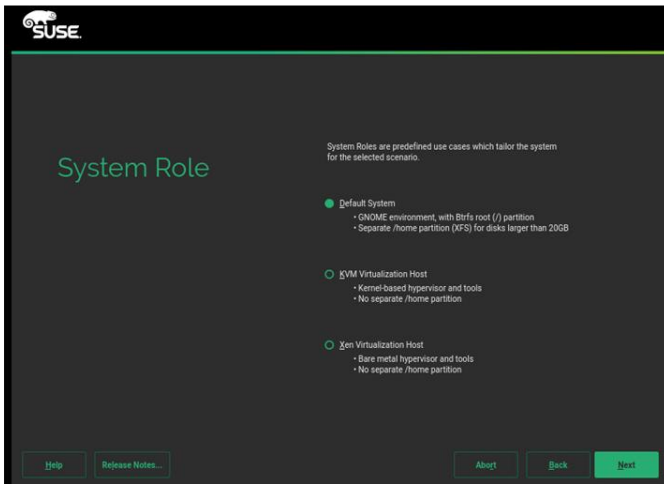 SUSE.
System Role
System Roles are predefined use cases which tailor the system
for the selected scenario.
Default System
• GNOME environment, with Btrfs root (/) partition
• Separate /home partition (XFS) for disks larger than 20GB
KVM Virtualization Host
• Kernel-based hypervisor and tools
• No separate /home partition
Xen Virtualization Host
• Bare metal hypervisor and tools
• No separate /home partition
Help
Release Notes...
Abort
Back
Next